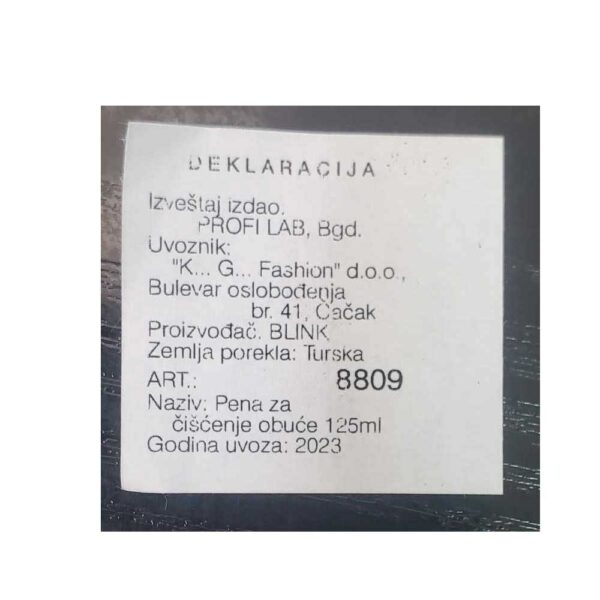 DEKLARACIJA
Izveštaj izdao.
PROFI LAB, Bgd.
Uvoznik:
"K... G... Fashion" d.o.o.,
Bulevar oslobođenja
br. 41, Čačak
Proizvođač. BLINK
Zemlja porekla: Turska
ART.: 8809
Naziv: Pena za
čišćenje obuće 125ml
Godina uvoza: 2023